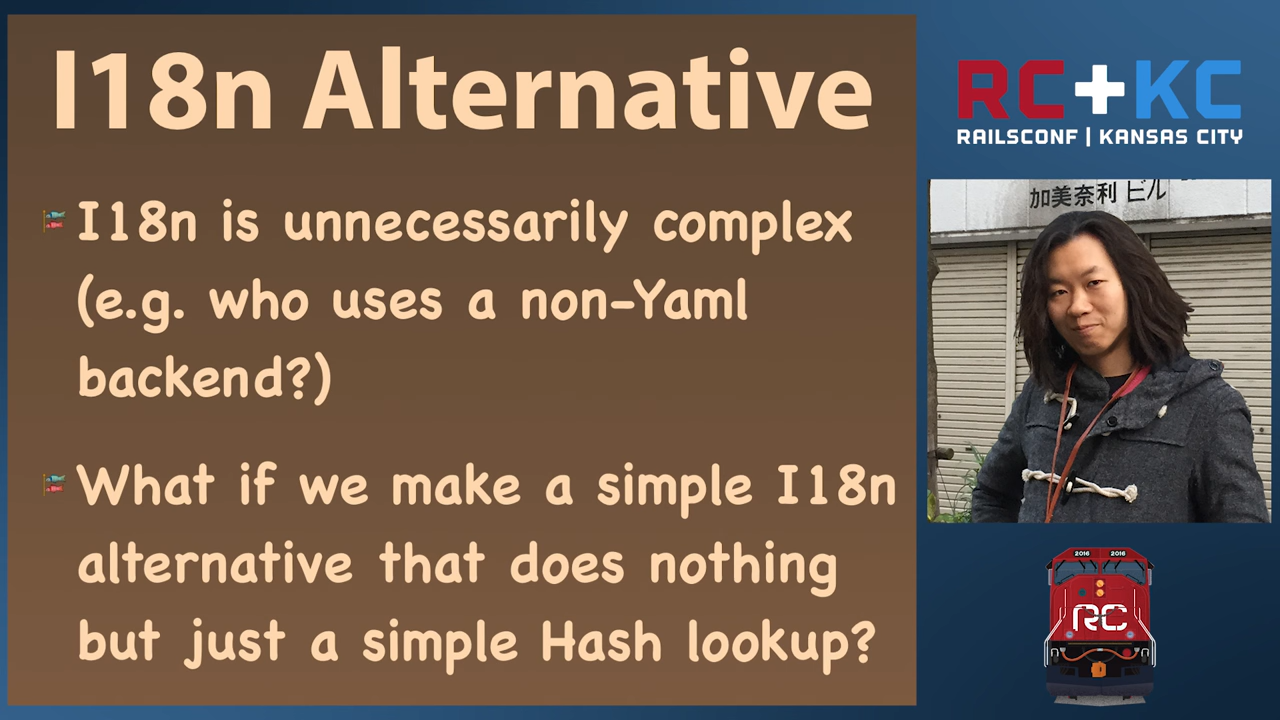 I18n Alternative
I18n is unnecessarily complex
(e.g. who uses a non-Yaml
backend?)
What if we make a simple I18n
alternative that does nothing
but just a simple Hash lookup?
RC+KC
RAILSCONF | KANSAS CITY
加美奈利 ビル
2016 2016
RC